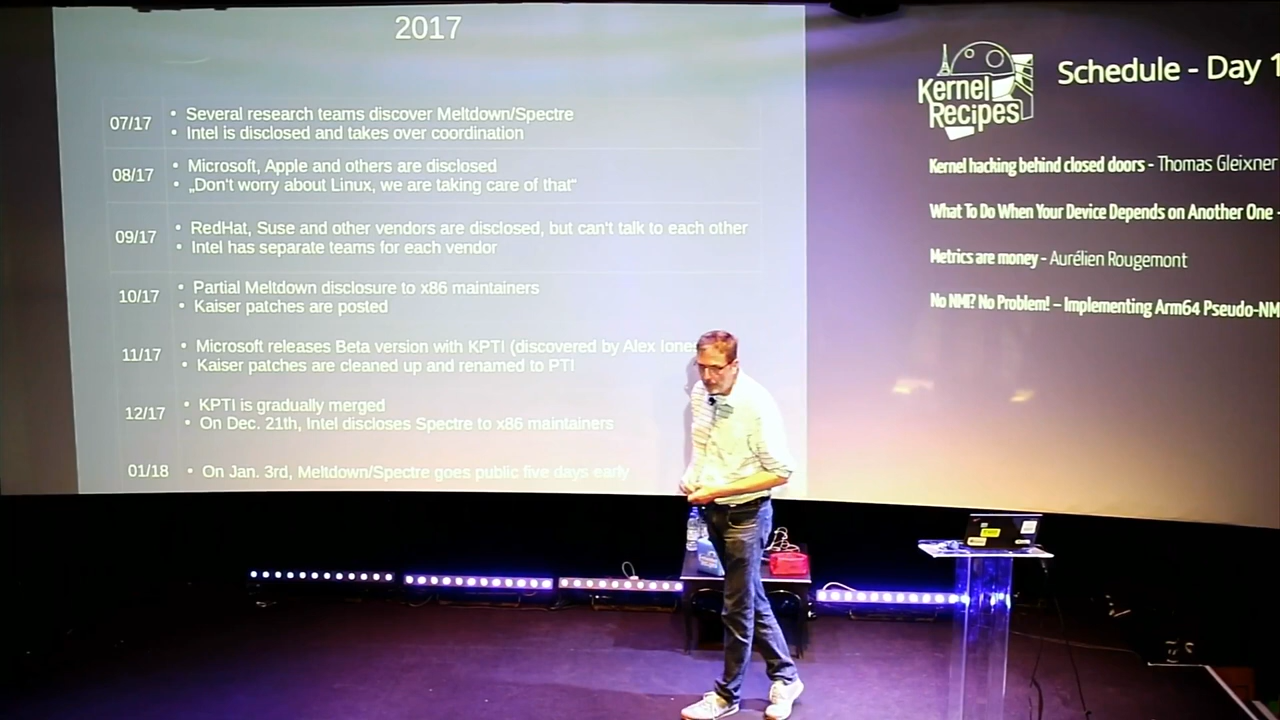 2017
07/17
• Several research teams discover Meltdown/Spectre
• Intel is disclosed and takes over coordination
08/17
• Microsoft, Apple and others are disclosed
• „Don't worry about Linux, we are taking care of that"
09/17
• RedHat, Suse and other vendors are disclosed, but can't talk to each other
• Intel has separate teams for each vendor
10/17
• Partial Meltdown disclosure to x86 maintainers
• Kaiser patches are posted
11/17
• Microsoft releases Beta version with KPTI (discovered by Alex Ione
• Kaiser patches are cleaned up and renamed to PTI
12/17
• KPTI is gradually merged
• On Dec. 21th, Intel discloses Spectre to x86 maintainers
01/18
• On Jan. 3rd, Meltdown/Spectre goes public five days early
Kernel
Recipes
Schedule - Day 1
Kernel hacking behind closed doors - Thomas Gleixner
What To Do When Your Device Depends on Another One -
Metrics are money - Aurélien Rougemont
No NMI? No Problem! – Implementing Arm64 Pseudo-NM